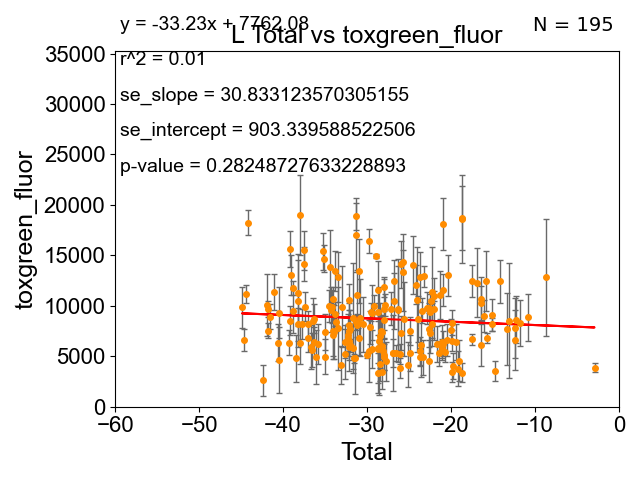 y = -33.23x + 7762.08
N = 195
L Total vs toxgreen_fluor
r^2 = 0.01
se_slope = 30.833123570305155
se_intercept = 903.339588522506
p-value = 0.28248727633228893
35000
30000
25000
20000
15000
10000
5000
0
toxgreen_fluor
−60
−50
−40
−30
−20
−10
0
Total